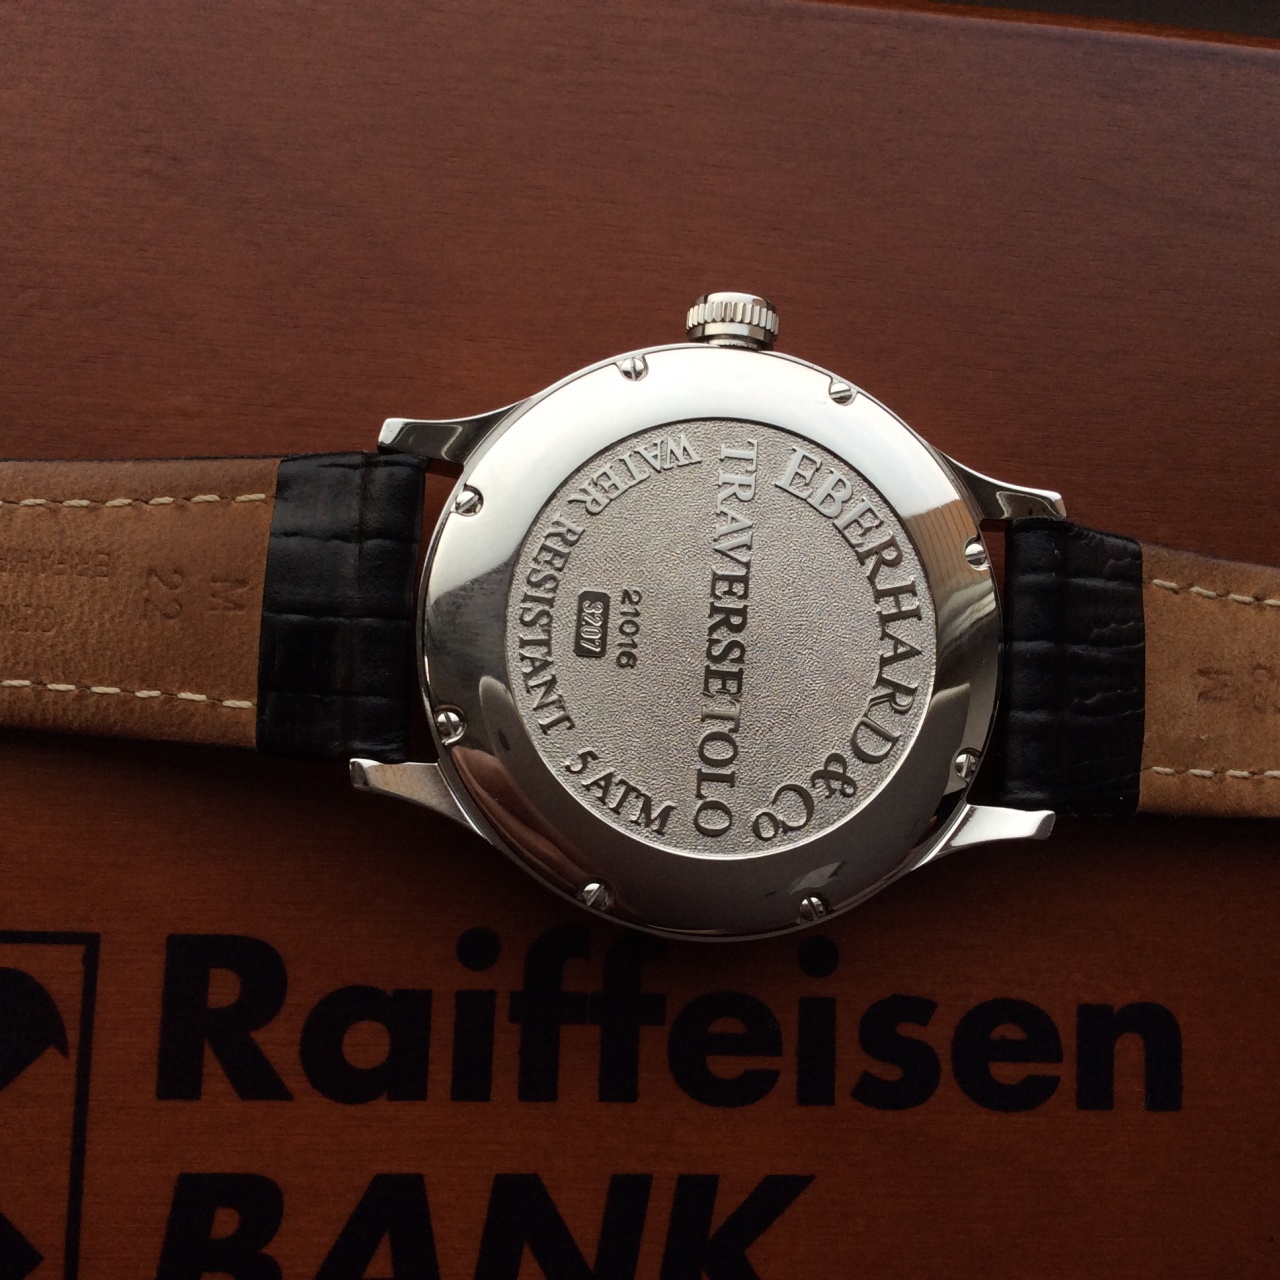 EBERHARD & Co
TRAVERSETOLO
21016
3207
WATER RESISTANT 5 ATM
M
22
M
Raiffeisen
BANK